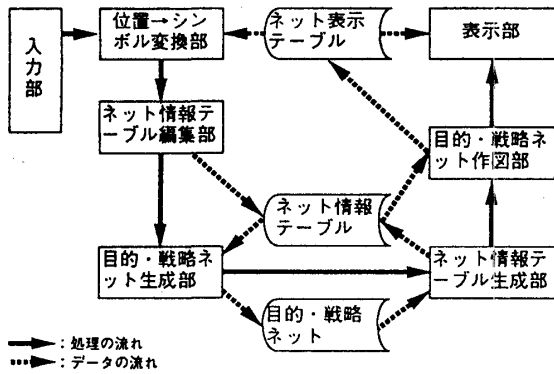 入力部
位置→シン
ボル変換部
ネット表示
テーブル
表示部
ネット情報テ
ーブル編集部
目的・戦略ネ
ット作図部
ネット情報
テーブル
目的・戦略ネ
ット生成部
ネット情報テ
ーブル生成部
目的・戦略
ネット
：処理の流れ
：データの流れ